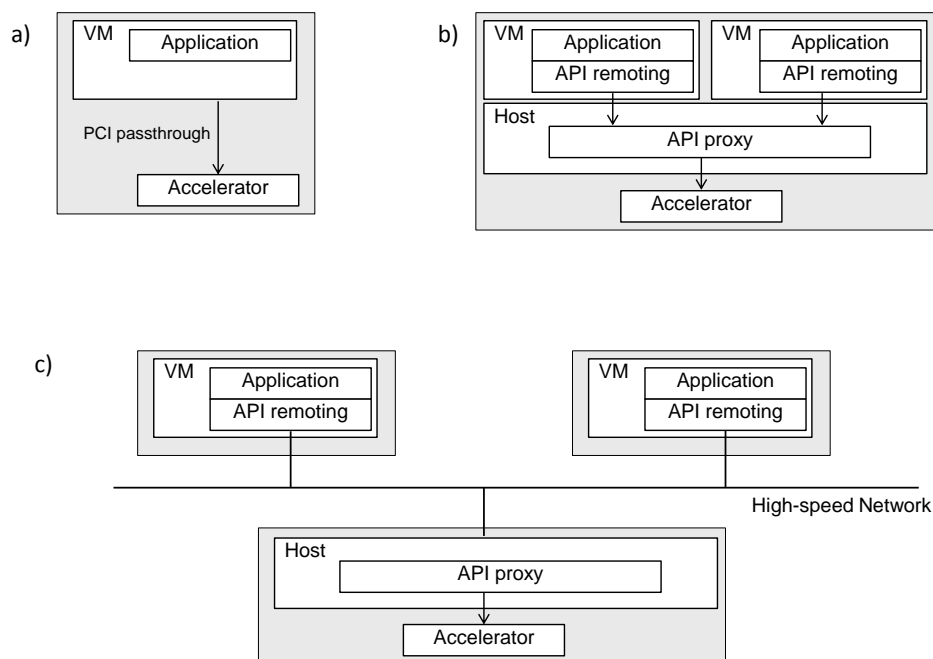 a)
VM
Application
PCI passthrough
Accelerator
b)
VM
Application
API remoting
VM
Application
API remoting
Host
API proxy
Accelerator
c)
VM
Application
API remoting
VM
Application
API remoting
High-speed Network
Host
API proxy
Accelerator